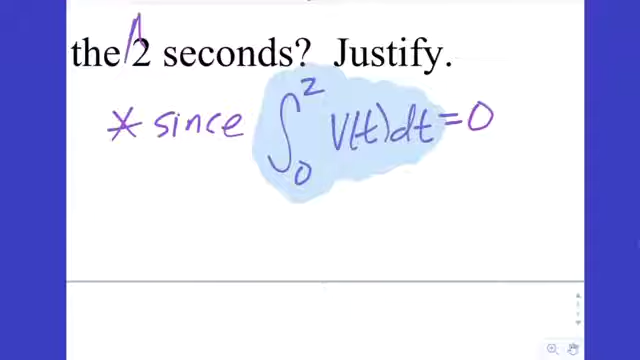 the 2 seconds? Justify.
* since ∫₀² V(t)dt = 0